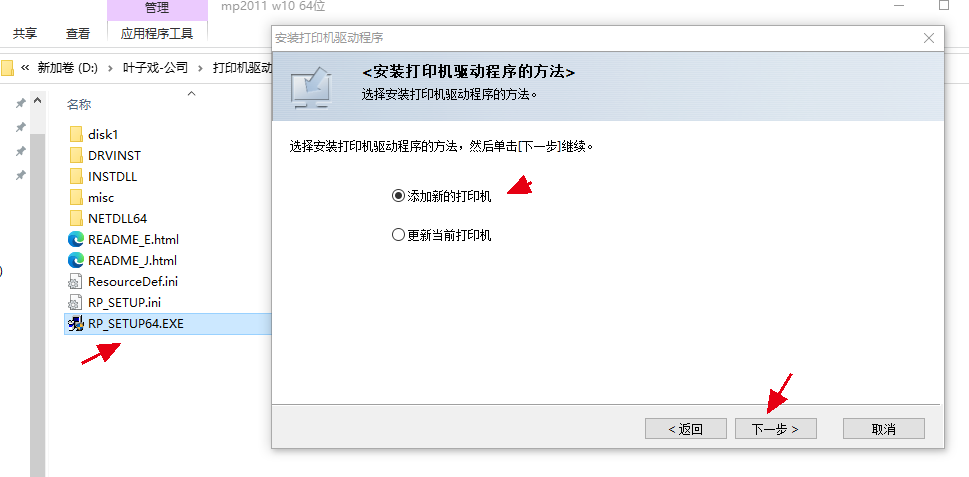 管理
mp2011 w10 64位
共享
查看
应用程序工具
« 新加卷 (D:) > 叶子戏-公司 > 打印机驱动
名称
disk1
DRVINST
INSTDLL
misc
NETDLL64
README_E.html
README_J.html
ResourceDef.ini
RP_SETUP.ini
RP_SETUP64.EXE
安装打印机驱动程序
<安装打印机驱动程序的方法>
选择安装打印机驱动程序的方法。
选择安装打印机驱动程序的方法，然后单击[下一步]继续。
添加新的打印机
更新当前打印机
< 返回
下一步 >
取消